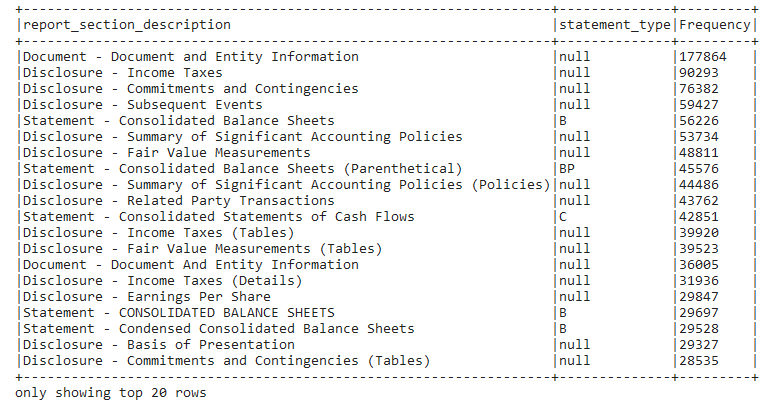 +-------------------------------------------------------------------+--------------+---------+
|report_section_description                                         |statement_type|Frequency|
+-------------------------------------------------------------------+--------------+---------+
|Document - Document and Entity Information                         |null          |177864   |
|Disclosure - Income Taxes                                          |null          |90293    |
|Disclosure - Commitments and Contingencies                         |null          |76382    |
|Disclosure - Subsequent Events                                     |null          |59427    |
|Statement - Consolidated Balance Sheets                            |B             |56226    |
|Disclosure - Summary of Significant Accounting Policies            |null          |53734    |
|Disclosure - Fair Value Measurements                               |null          |48811    |
|Statement - Consolidated Balance Sheets (Parenthetical)            |BP            |45576    |
|Disclosure - Summary of Significant Accounting Policies (Policies)|null          |44486    |
|Disclosure - Related Party Transactions                            |null          |43762    |
|Statement - Consolidated Statements of Cash Flows                  |C             |42851    |
|Disclosure - Income Taxes (Tables)                                 |null          |39920    |
|Disclosure - Fair Value Measurements (Tables)                      |null          |39523    |
|Document - Document And Entity Information                         |null          |36005    |
|Disclosure - Income Taxes (Details)                                |null          |31936    |
|Disclosure - Earnings Per Share                                    |null          |29847    |
|Statement - CONSOLIDATED BALANCE SHEETS                            |B             |29697    |
|Statement - Condensed Consolidated Balance Sheets                  |B             |29528    |
|Disclosure - Basis of Presentation                                 |null          |29327    |
|Disclosure - Commitments and Contingencies (Tables)                |null          |28535    |
+-------------------------------------------------------------------+--------------+---------+
only showing top 20 rows